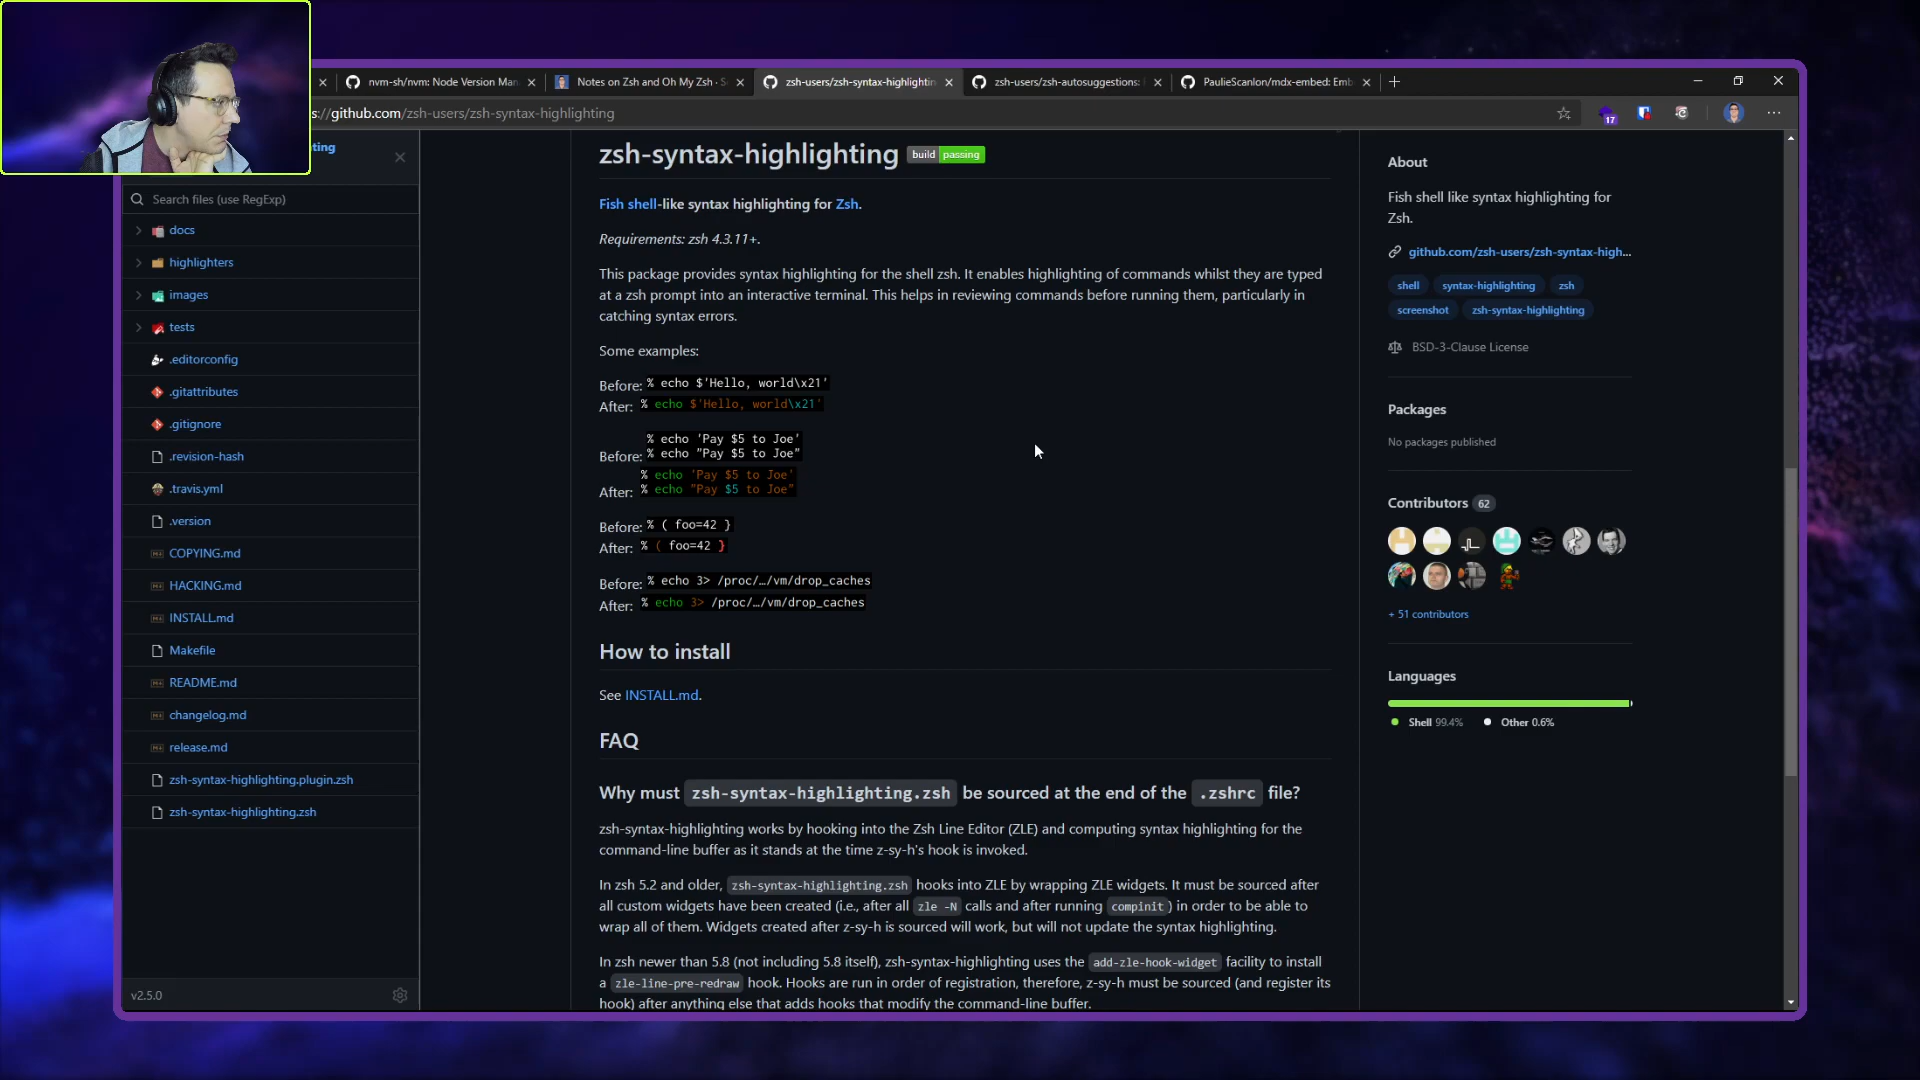 nvm-sh/nvm: Node Version Man
Notes on Zsh and Oh My Zsh · S
zsh-users/zsh-syntax-highlightin
zsh-users/zsh-autosuggestions:
PaulieScanlon/mdx-embed: Emb
s://github.com/zsh-users/zsh-syntax-highlighting
17
ting
Search files (use RegExp)
docs
highlighters
images
tests
.editorconfig
.gitattributes
.gitignore
.revision-hash
.travis.yml
.version
COPYING.md
HACKING.md
INSTALL.md
Makefile
README.md
changelog.md
release.md
zsh-syntax-highlighting.plugin.zsh
zsh-syntax-highlighting.zsh
v2.5.0
zsh-syntax-highlighting build passing
Fish shell-like syntax highlighting for Zsh.
Requirements: zsh 4.3.11+.
This package provides syntax highlighting for the shell zsh. It enables highlighting of commands whilst they are typed
at a zsh prompt into an interactive terminal. This helps in reviewing commands before running them, particularly in
catching syntax errors.
Some examples:
Before: % echo $'Hello, world\x21'
After: % echo $'Hello, world\x21'
% echo 'Pay $5 to Joe'
Before: % echo "Pay $5 to Joe"
% echo 'Pay $5 to Joe'
After: % echo "Pay $5 to Joe"
Before: % ( foo=42 }
After: % ( foo=42 }
Before: % echo 3> /proc/…/vm/drop_caches
After: % echo 3> /proc/…/vm/drop_caches
How to install
See INSTALL.md.
FAQ
Why must zsh-syntax-highlighting.zsh be sourced at the end of the .zshrc file?
zsh-syntax-highlighting works by hooking into the Zsh Line Editor (ZLE) and computing syntax highlighting for the
command-line buffer as it stands at the time z-sy-h's hook is invoked.
In zsh 5.2 and older, zsh-syntax-highlighting.zsh hooks into ZLE by wrapping ZLE widgets. It must be sourced after
all custom widgets have been created (i.e., after all zle -N calls and after running compinit) in order to be able to
wrap all of them. Widgets created after z-sy-h is sourced will work, but will not update the syntax highlighting.
In zsh newer than 5.8 (not including 5.8 itself), zsh-syntax-highlighting uses the add-zle-hook-widget facility to install
a zle-line-pre-redraw hook. Hooks are run in order of registration, therefore, z-sy-h must be sourced (and register its
hook) after anything else that adds hooks that modify the command-line buffer.
About
Fish shell like syntax highlighting for
Zsh.
github.com/zsh-users/zsh-syntax-high...
shell syntax-highlighting zsh
screenshot zsh-syntax-highlighting
BSD-3-Clause License
Packages
No packages published
Contributors 62
+ 51 contributors
Languages
Shell 99.4% Other 0.6%